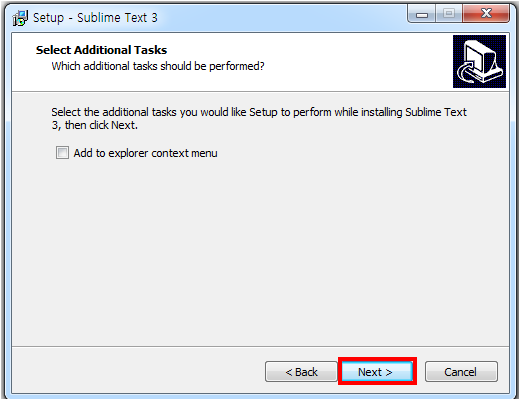 Setup - Sublime Text 3
Select Additional Tasks
Which additional tasks should be performed?
Select the additional tasks you would like Setup to perform while installing Sublime Text
3, then click Next.
Add to explorer context menu
< Back Next > Cancel